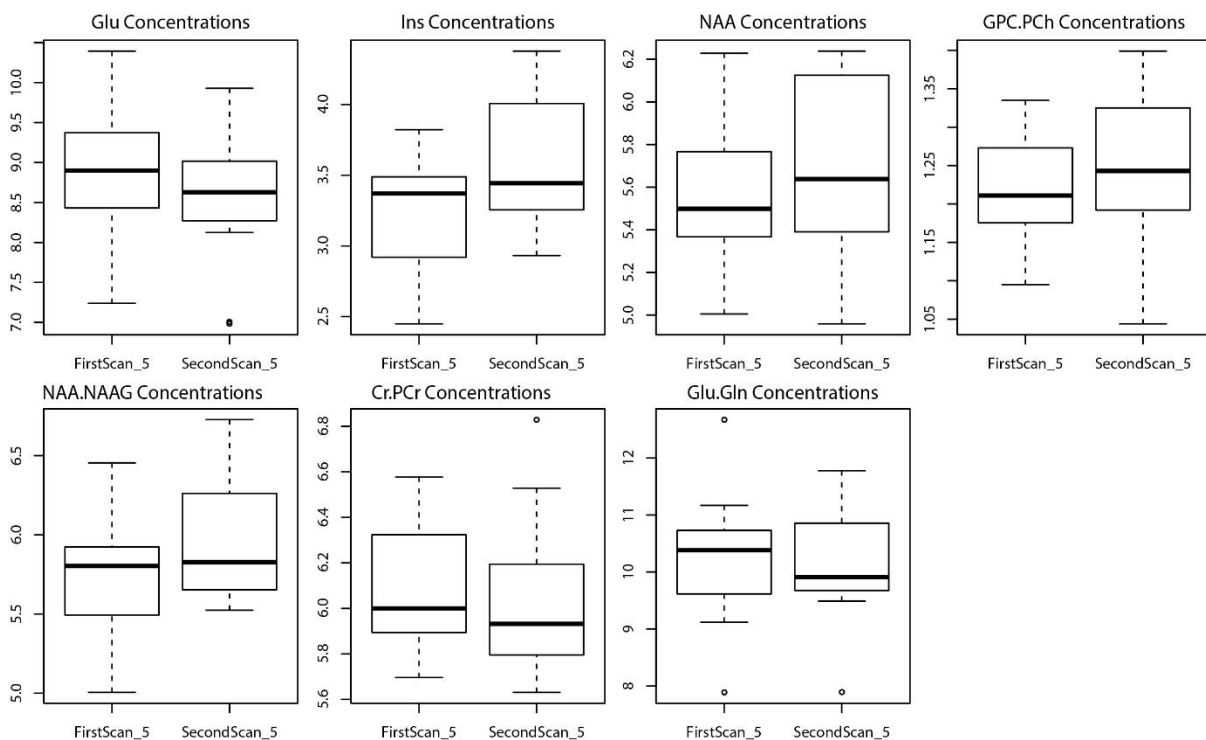 Glu Concentrations
10.0
9.5
9.0
8.5
8.0
7.5
7.0
FirstScan_5 SecondScan_5
Ins Concentrations
4.0
3.5
3.0
2.5
FirstScan_5 SecondScan_5
NAA Concentrations
6.2
6.0
5.8
5.6
5.4
5.2
5.0
FirstScan_5 SecondScan_5
GPC.PCh Concentrations
1.35
1.25
1.15
1.05
FirstScan_5 SecondScan_5
NAA.NAAG Concentrations
6.5
6.0
5.5
5.0
FirstScan_5 SecondScan_5
Cr.PCr Concentrations
6.8
6.6
6.4
6.2
6.0
5.8
5.6
FirstScan_5 SecondScan_5
Glu.Gln Concentrations
12
11
10
9
8
FirstScan_5 SecondScan_5